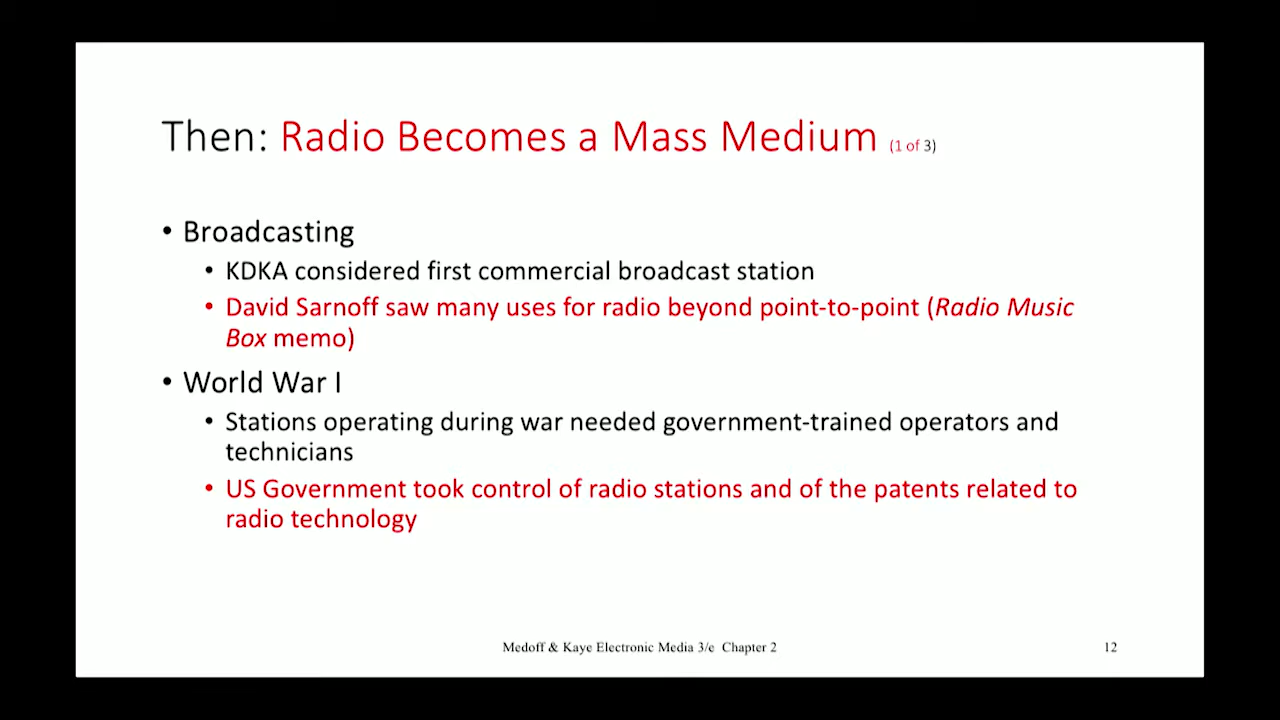 Then: Radio Becomes a Mass Medium (1 of 3)
• Broadcasting
• KDKA considered first commercial broadcast station
• David Sarnoff saw many uses for radio beyond point-to-point (Radio Music
Box memo)
• World War I
• Stations operating during war needed government-trained operators and
technicians
• US Government took control of radio stations and of the patents related to
radio technology
Medoff & Kaye Electronic Media 3/e Chapter 2
12